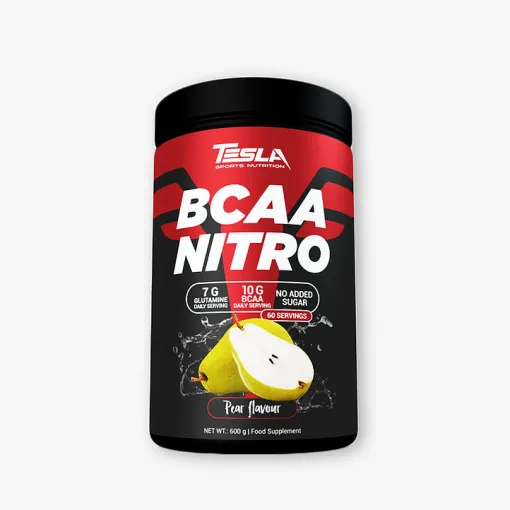 TESLA
SPORTS NUTRITION
BCAA
NITRO
7 G
GLUTAMINE
DAILY SERVING
10 G
BCAA
DAILY SERVING
NO ADDED
SUGAR
60 SERVINGS
Pear flavour
NET WT.: 600 g | Food Supplement